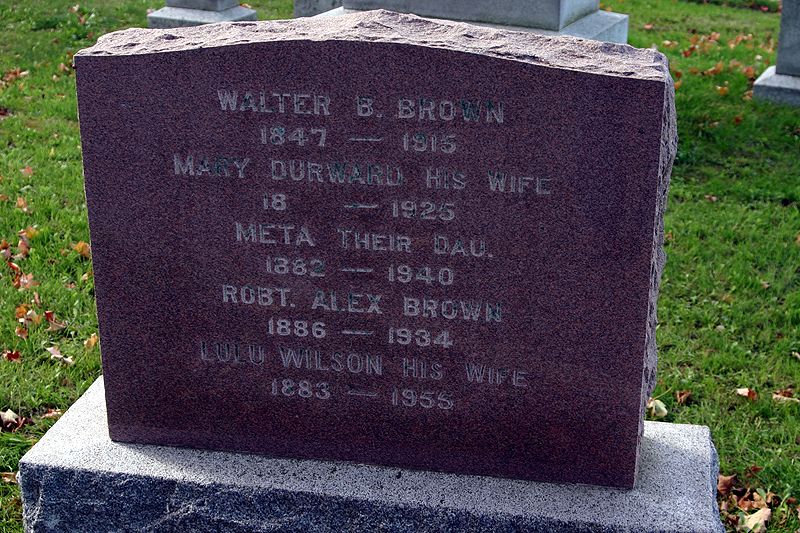 WALTER B. BROWN
1847 — 1915
MARY DURWARD HIS WIFE
18 — 1925
META THEIR DAU.
1882 — 1940
ROBT. ALEX BROWN
1886 — 1934
LULU WILSON HIS WIFE
1883 — 1955